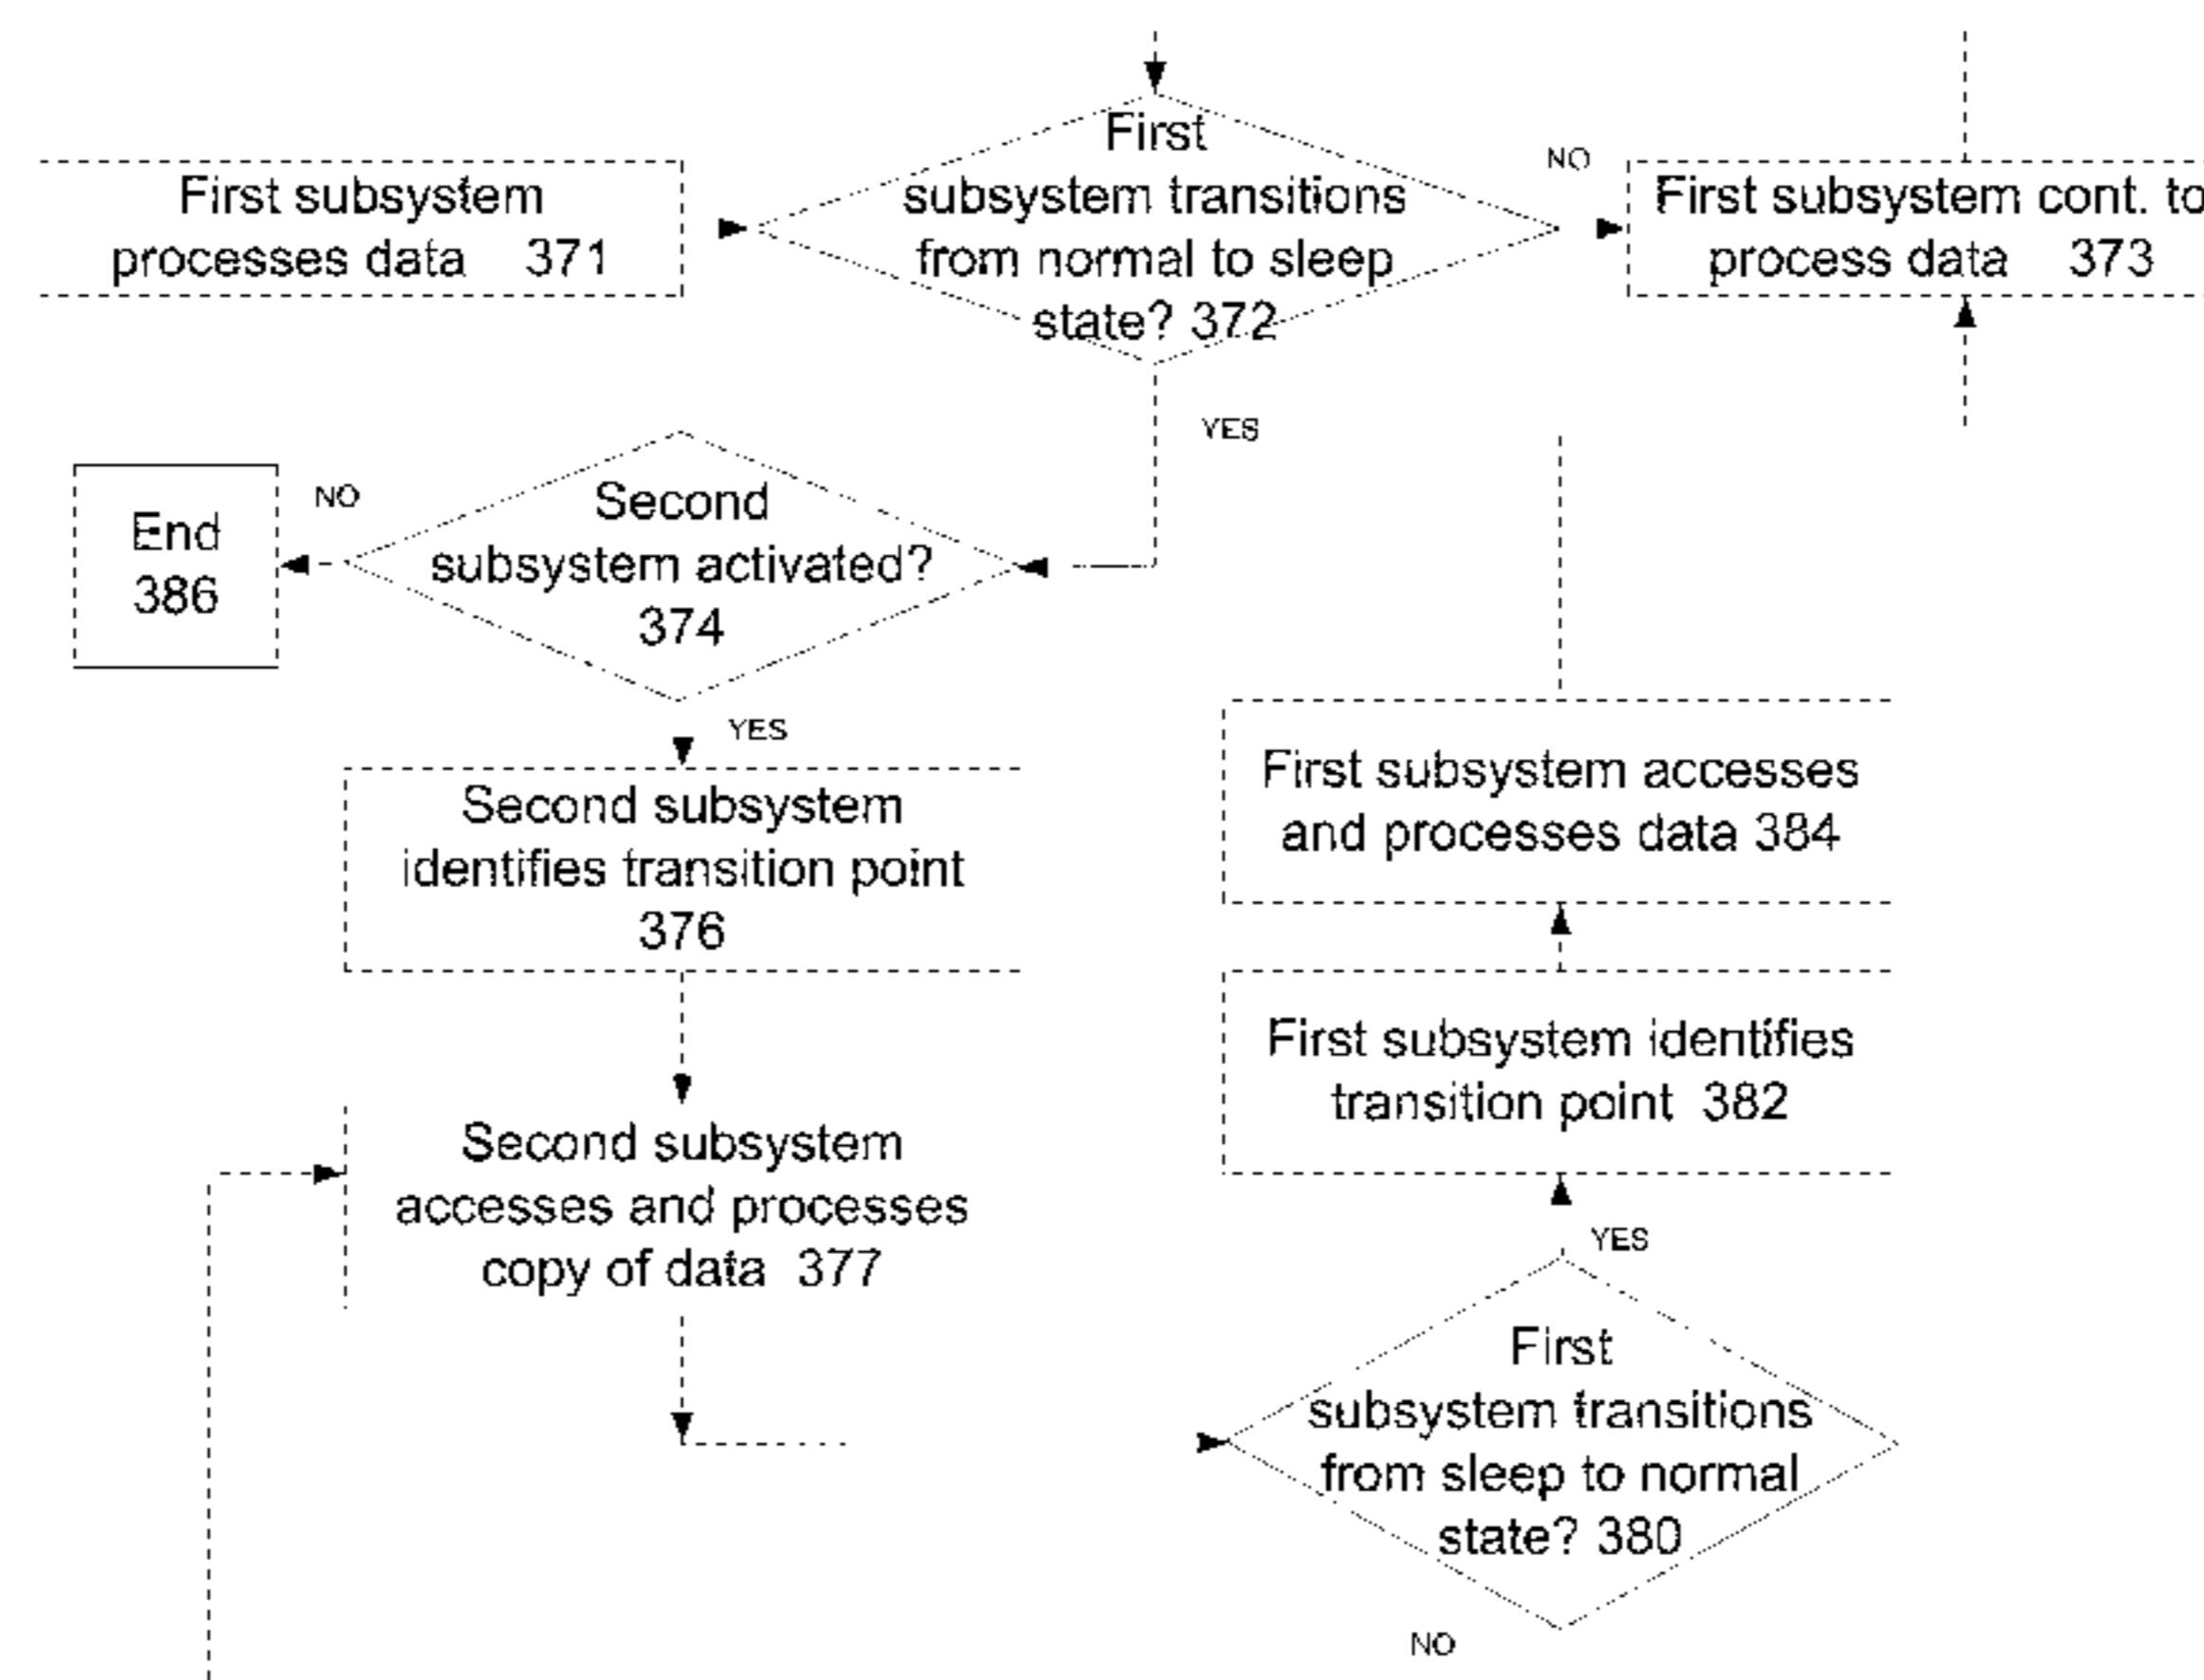 First subsystem
processes data 371
First
subsystem transitions
from normal to sleep
state? 372
NO
First subsystem cont. to
process data 373
YES
End
386
NO
Second
subsystem activated?
374
YES
Second subsystem
identifies transition point
376
First subsystem accesses
and processes data 384
First subsystem identifies
transition point 382
Second subsystem
accesses and processes
copy of data 377
YES
First
subsystem transitions
from sleep to normal
state? 380
NO